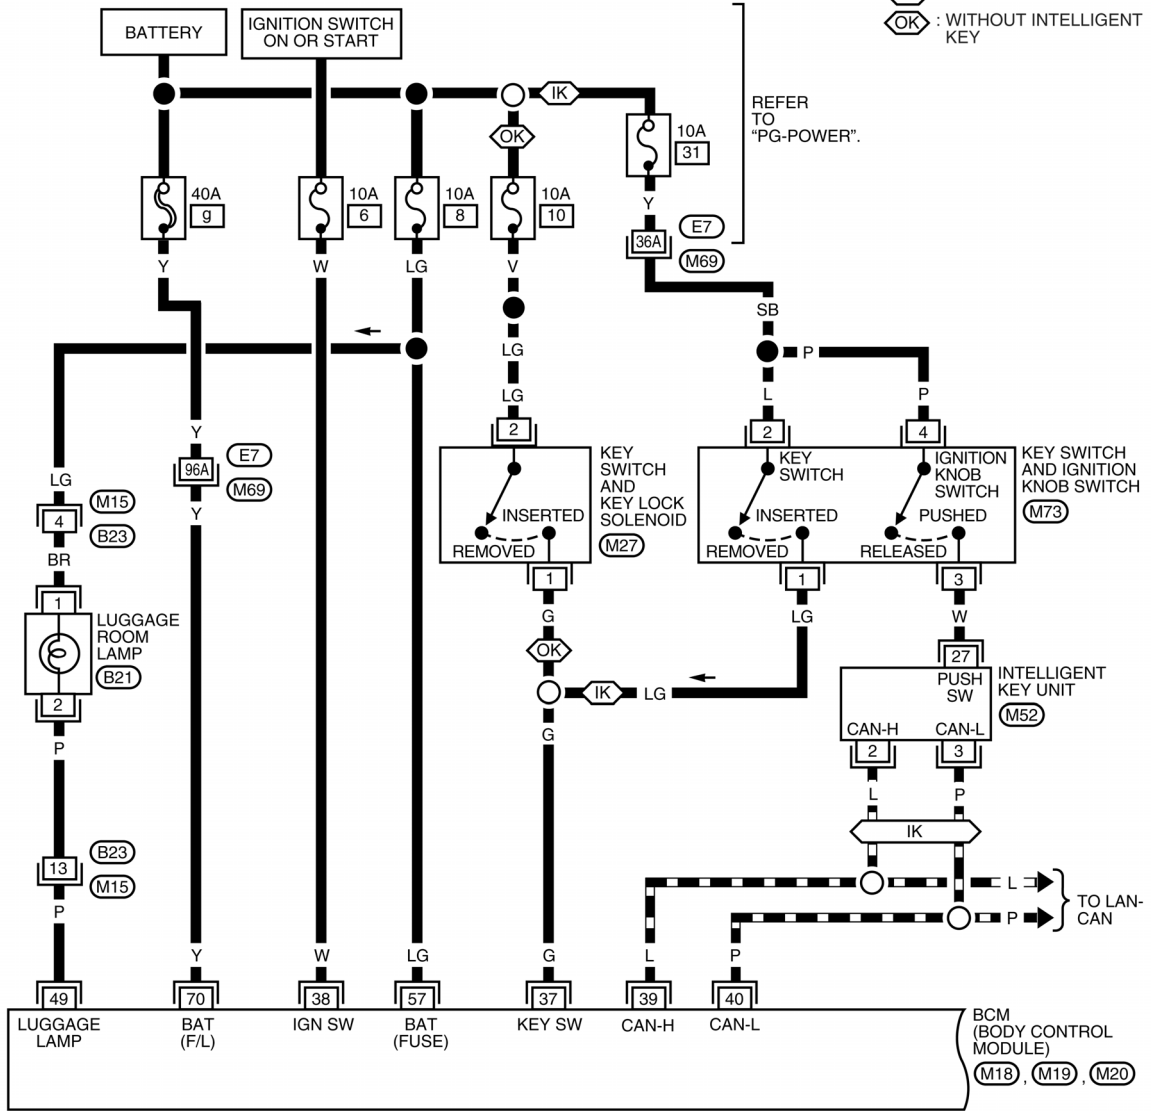 OK : WITHOUT INTELLIGENT
KEY
BATTERY
IGNITION SWITCH
ON OR START
IK
OK
REFER
TO
“PG-POWER”.
10A
31
40A
g
10A
6
10A
8
10A
10
Y
36A
E7
M69
Y
W
LG
V
SB
LG
P
LG
L
P
2
2
4
Y
96A
E7
M69
Y
LG
M15
4
B23
BR
KEY
SWITCH
AND
KEY LOCK
SOLENOID
M27
INSERTED
REMOVED
KEY
SWITCH
INSERTED
REMOVED
IGNITION
KNOB
SWITCH
PUSHED
RELEASED
KEY SWITCH
AND IGNITION
KNOB SWITCH
M73
1
1
3
1
LUGGAGE
ROOM
LAMP
B21
2
P
G
LG
W
OK
IK
LG
G
27
PUSH
SW
CAN-H
CAN-L
INTELLIGENT
KEY UNIT
M52
2
3
L
P
IK
13
B23
M15
P
L
P
TO LAN-
CAN
Y
W
LG
G
L
P
49
70
38
57
37
39
40
LUGGAGE
LAMP
BAT
(F/L)
IGN SW
BAT
(FUSE)
KEY SW
CAN-H
CAN-L
BCM
(BODY CONTROL
MODULE)
M18 , M19 , M20